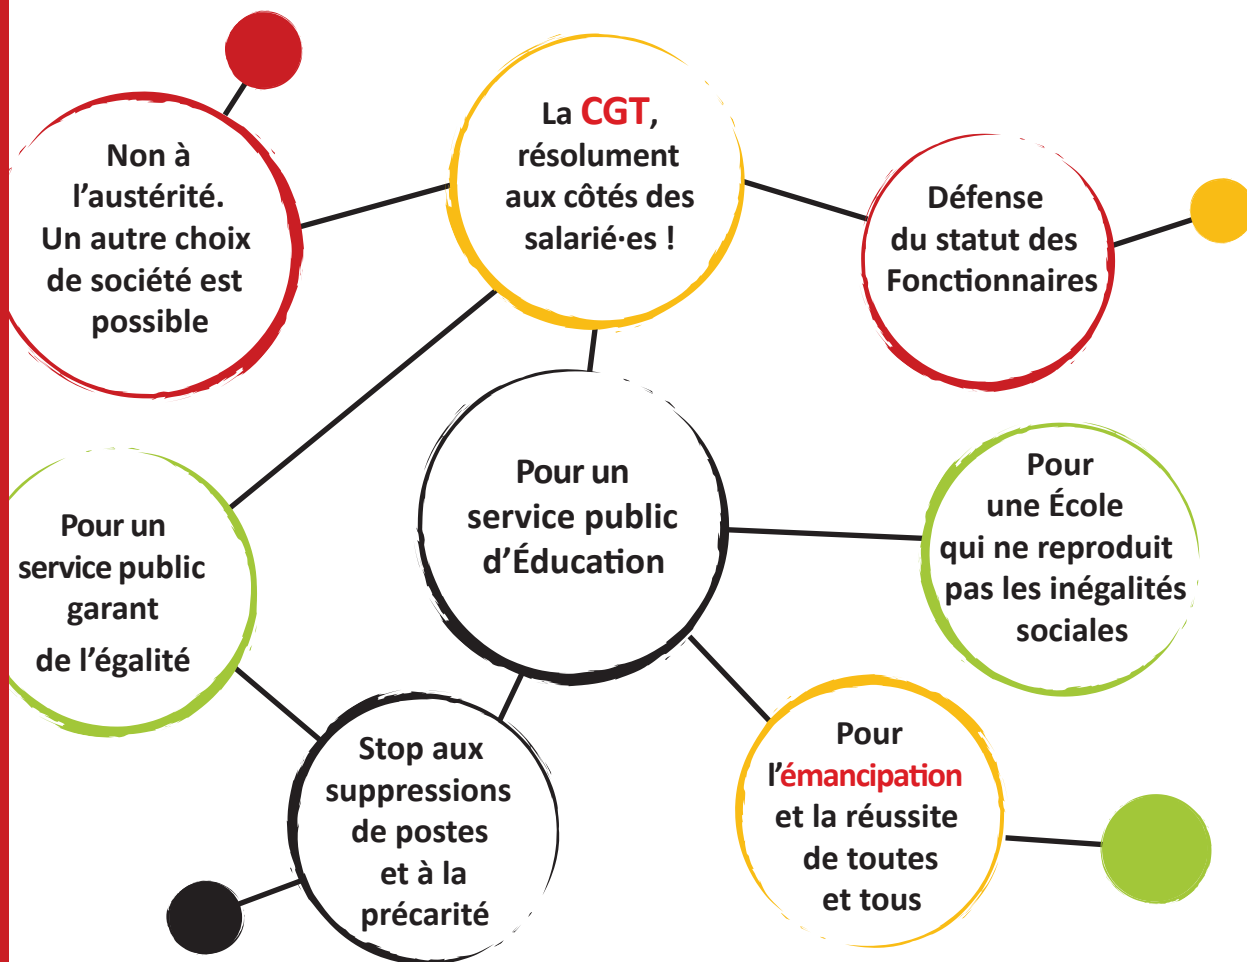 Non à
l’austérité.
Un autre choix
de société est
possible
La CGT,
résolument
aux côtés des
salarié·es !
Défense
du statut des
Fonctionnaires
Pour un
service public
garant
de l’égalité
Pour un
service public
d’Éducation
Pour
une École
qui ne reproduit
pas les inégalités
sociales
Stop aux
suppressions
de postes
et à la
précarité
Pour
l’émancipation
et la réussite
de toutes
et tous